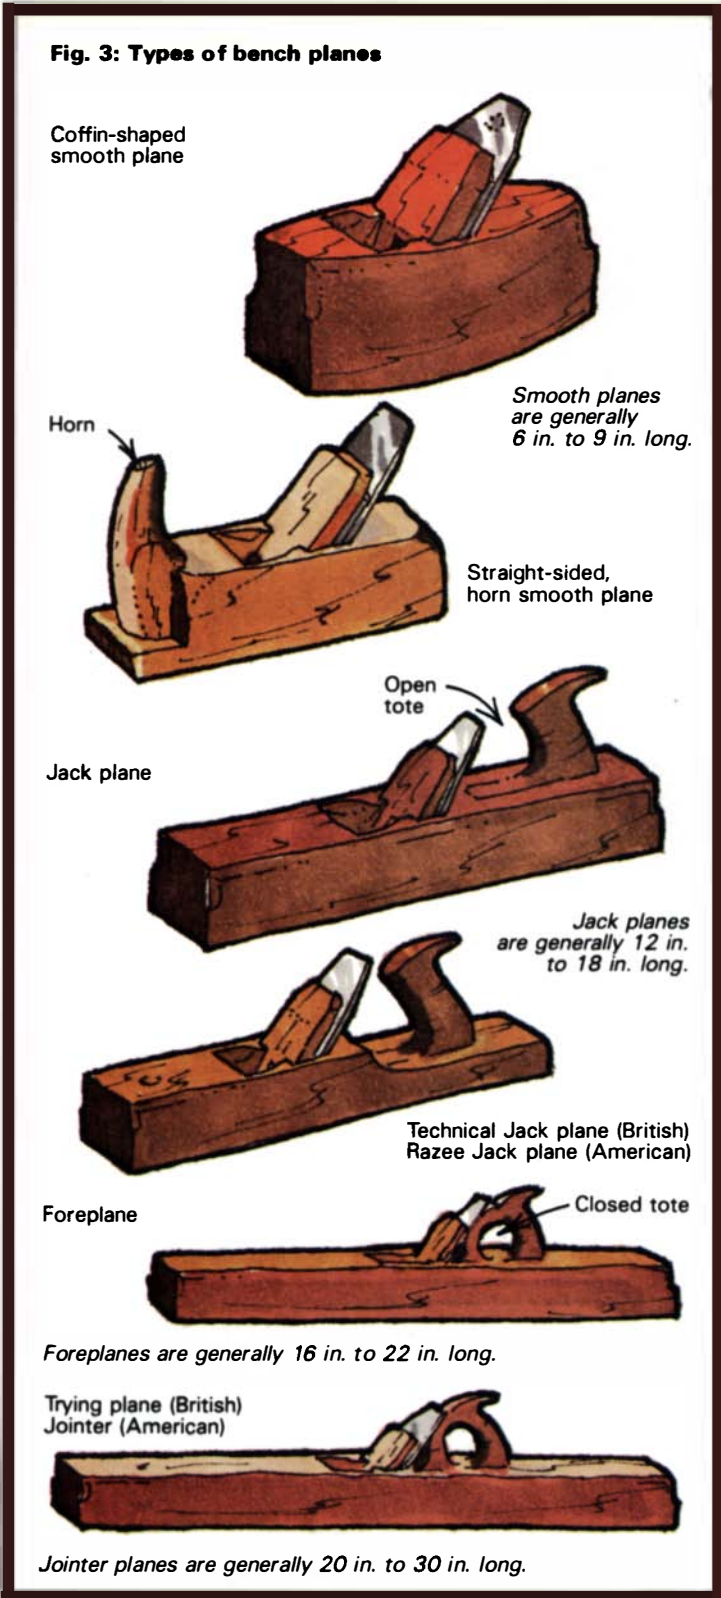 Fig. 3: Types of bench planes
Coffin-shaped
smooth plane
Smooth planes
are generally
6 in. to 9 in. long.
Horn
Straight-sided,
horn smooth plane
Open
tote
Jack plane
Jack planes
are generally 12 in.
to 18 in. long.
Technical Jack plane (British)
Razee Jack plane (American)
Foreplane
Closed tote
Foreplanes are generally 16 in. to 22 in. long.
Trying plane (British)
Jointer (American)
Jointer planes are generally 20 in. to 30 in. long.